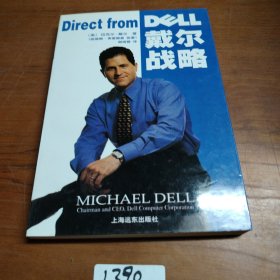 Direct from DELL
戴尔
战略
MICHAEL DELL
Chairman and CEO, Dell Computer Corporation
上海远东出版社
1390